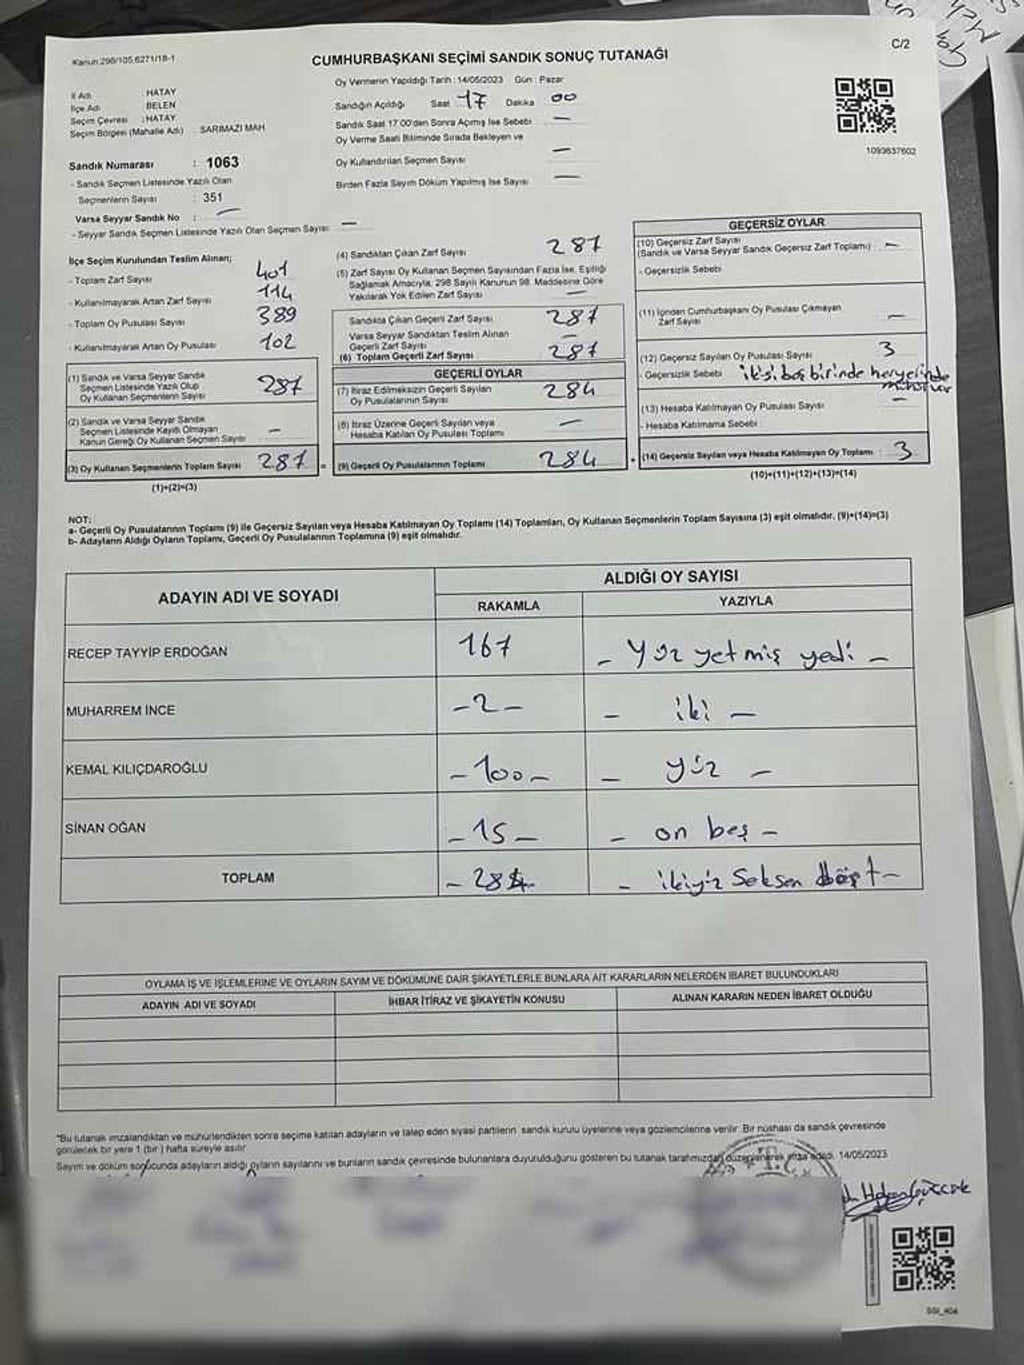 Kanun:298/105,6271/18-1
C/2
CUMHURBAŞKANI SEÇİMİ SANDIK SONUÇ TUTANAĞI
Oy Vermenin Yapıldığı Tarih : 14/05/2023 Gün : Pazar
İl Adı : HATAY
İlçe Adı : BELEN
Seçim Çevresi : HATAY
Seçim Bölgesi (Mahalle Adı) : SARIMAZI MAH
Sandığın Açıldığı Saat 17 Dakika 00
Sandık Saat 17:00'den Sonra Açılmış İse Sebebi —
Oy Verme Saati Bitiminde Sırada Bekleyen ve
Oy Kullandırılan Seçmen Sayısı —
Birden Fazla Sayım Döküm Yapılmış İse Sayısı —
1093637602
Sandık Numarası : 1063
- Sandık Seçmen Listesinde Yazılı Olan
Seçmenlerin Sayısı : 351
Varsa Seyyar Sandık No : —
- Seyyar Sandık Seçmen Listesinde Yazılı Olan Seçmen Sayısı: —
İlçe Seçim Kurulundan Teslim Alınan;
- Toplam Zarf Sayısı 401
- Kullanılmayarak Artan Zarf Sayısı 114
- Toplam Oy Pusulası Sayısı 389
- Kullanılmayarak Artan Oy Pusulası 102
(1) Sandık ve Varsa Seyyar Sandık
Seçmen Listesinde Yazılı Olup
Oy Kullanan Seçmenlerin Sayısı 287
(2) Sandık ve Varsa Seyyar Sandık
Seçmen Listesinde Kayıtlı Olmayan
Kanun Gereği Oy Kullanan Seçmen Sayısı —
(3) Oy Kullanan Seçmenlerin Toplam Sayısı 287 =
(1)+(2)=(3)
(4) Sandıktan Çıkan Zarf Sayısı 287
(5) Zarf Sayısı Oy Kullanan Seçmen Sayısından Fazla İse, Eşitliği
Sağlamak Amacıyla; 298 Sayılı Kanunun 98. Maddesine Göre
Yakılarak Yok Edilen Zarf Sayısı —
Sandıkta Çıkan Geçerli Zarf Sayısı 287
Varsa Seyyar Sandıktan Teslim Alınan
Geçerli Zarf Sayısı —
(6) Toplam Geçerli Zarf Sayısı 287
GEÇERLİ OYLAR
(7) İtiraz Edilmeksizin Geçerli Sayılan
Oy Pusulalarının Sayısı 284
(8) İtiraz Üzerine Geçerli Sayılan veya
Hesaba Katılan Oy Pusulası Toplamı —
(9) Geçerli Oy Pusulalarının Toplamı 284 +
GEÇERSİZ OYLAR
(10) Geçersiz Zarf Sayısı
(Sandık ve Varsa Seyyar Sandık Geçersiz Zarf Toplamı) : —
- Geçersizlik Sebebi
(11) İçinden Cumhurbaşkanı Oy Pusulası Çıkmayan
Zarf Sayısı —
(12) Geçersiz Sayılan Oy Pusulası Sayısı 3
- Geçersizlik Sebebi ikisi boş birinde heryerinde
mühür var
(13) Hesaba Katılmayan Oy Pusulası Sayısı —
- Hesaba Katılmama Sebebi
(14) Geçersiz Sayılan veya Hesaba Katılmayan Oy Toplamı : 3
(10)+(11)+(12)+(13)=(14)
NOT:
a- Geçerli Oy Pusulalarının Toplamı (9) ile Geçersiz Sayılan veya Hesaba Katılmayan Oy Toplamı (14) Toplamları, Oy Kullanan Seçmenlerin Toplam Sayısına (3) eşit olmalıdır. (9)+(14)=(3)
b- Adayların Aldığı Oyların Toplamı, Geçerli Oy Pusulalarının Toplamına (9) eşit olmalıdır.
ADAYIN ADI VE SOYADI
ALDIĞI OY SAYISI
RAKAMLA YAZIYLA
RECEP TAYYİP ERDOĞAN 167 - Yüz yetmiş yedi -
MUHARREM İNCE -2- - iki -
KEMAL KILIÇDAROĞLU -100- - yüz -
SİNAN OĞAN -15- - on beş -
TOPLAM - 284 - - ikiyüz Seksen dört -
OYLAMA İŞ VE İŞLEMLERİNE VE OYLARIN SAYIM VE DÖKÜMÜNE DAİR ŞİKAYETLERLE BUNLARA AİT KARARLARIN NELERDEN İBARET BULUNDUKLARI
ADAYIN ADI VE SOYADI İHBAR İTİRAZ VE ŞİKAYETİN KONUSU ALINAN KARARIN NEDEN İBARET OLDUĞU
*Bu tutanak imzalandıktan ve mühürlendikten sonra seçime katılan adayların ve talep eden siyasi partilerin sandık kurulu üyelerine veya gözlemcilerine verilir. Bir nüshası da sandık çevresinde
görülecek bir yere 1 (bir) hafta süreyle asılır
Sayım ve döküm sonucunda adayların aldığı oyların sayılarını ve bunların sandık çevresinde bulunanlara duyurulduğunu gösteren bu tutanak tarafımızdan düzenlenerek imza edildi. 14/05/2023
T.C.
SGI_404